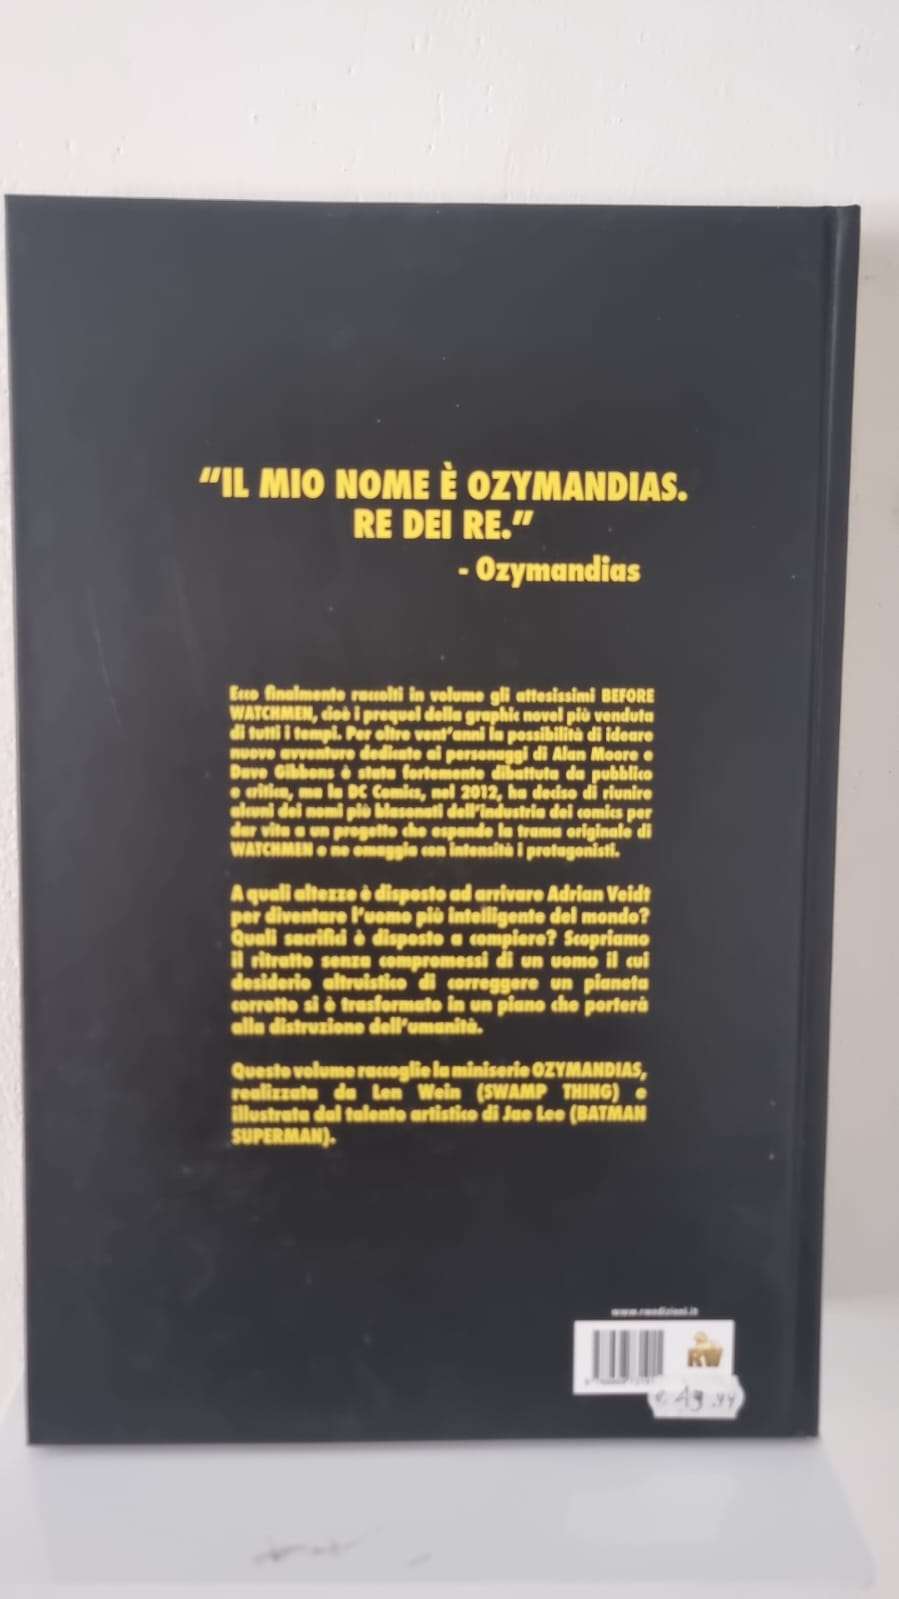 “IL MIO NOME È OZYMANDIAS.
RE DEI RE.”
- Ozymandias
Ecco finalmente raccolti in volume gli attesissimi BEFORE
WATCHMEN, cioè i prequel della graphic novel più venduta
di tutti i tempi. Per oltre vent'anni la possibilità di ideare
nuove avventure dedicate ai personaggi di Alan Moore e
Dave Gibbons è stata fortemente dibattuta da pubblico
e critica, ma la DC Comics, nel 2012, ha deciso di riunire
alcuni dei nomi più blasonati dell'industria dei comics per
dar vita a un progetto che espande la trama originale di
WATCHMEN e ne omaggia con intensità i protagonisti.
A quali altezze è disposto ad arrivare Adrian Veidt
per diventare l'uomo più intelligente del mondo?
Quali sacrifici è disposto a compiere? Scopriamo
il ritratto senza compromessi di un uomo il cui
desiderio altruistico di correggere un pianeta
corrotto si è trasformato in un piano che porterà
alla distruzione dell'umanità.
Questo volume raccoglie la miniserie OZYMANDIAS,
realizzata da Len Wein (SWAMP THING) e
illustrata dal talento artistico di Jae Lee (BATMAN
SUPERMAN).
www.rwedizioni.it
RW